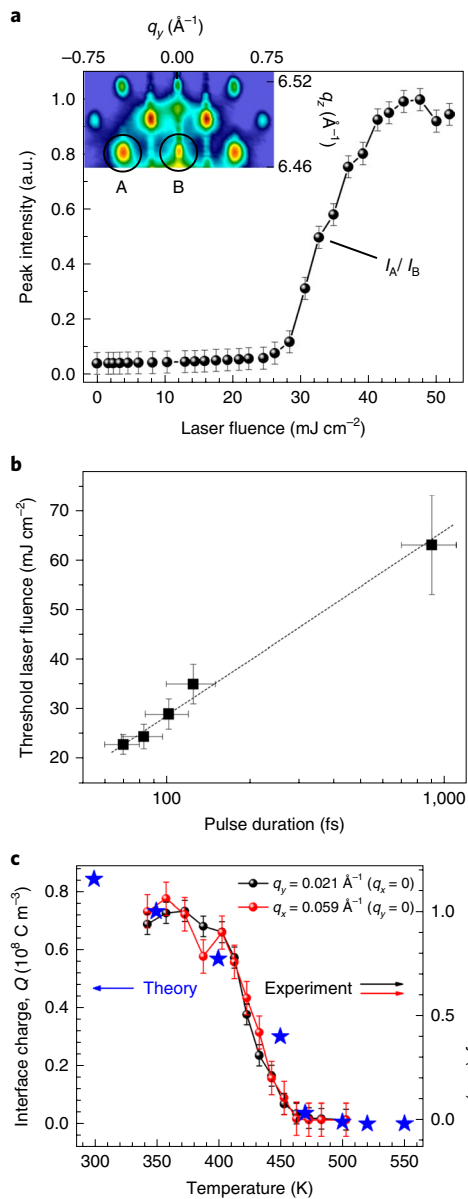 a
q_y (Å⁻¹)
−0.75 0.00 0.75
6.52
q_z (Å⁻¹)
6.46
A B
I_A/ I_B
Peak intensity (a.u.)
1.0
0.8
0.6
0.4
0.2
0.0
0 10 20 30 40 50
Laser fluence (mJ cm⁻²)
b
Threshold laser fluence (mJ cm⁻²)
70
60
50
40
30
20
100 1,000
Pulse duration (fs)
c
Interface charge, Q (10⁸ C m⁻³)
0.8
0.6
0.4
0.2
0.0
q_y = 0.021 Å⁻¹ (q_x = 0)
q_x = 0.059 Å⁻¹ (q_y = 0)
Theory
Experiment
1.0
0.5
0.0
300 350 400 450 500 550
Temperature (K)